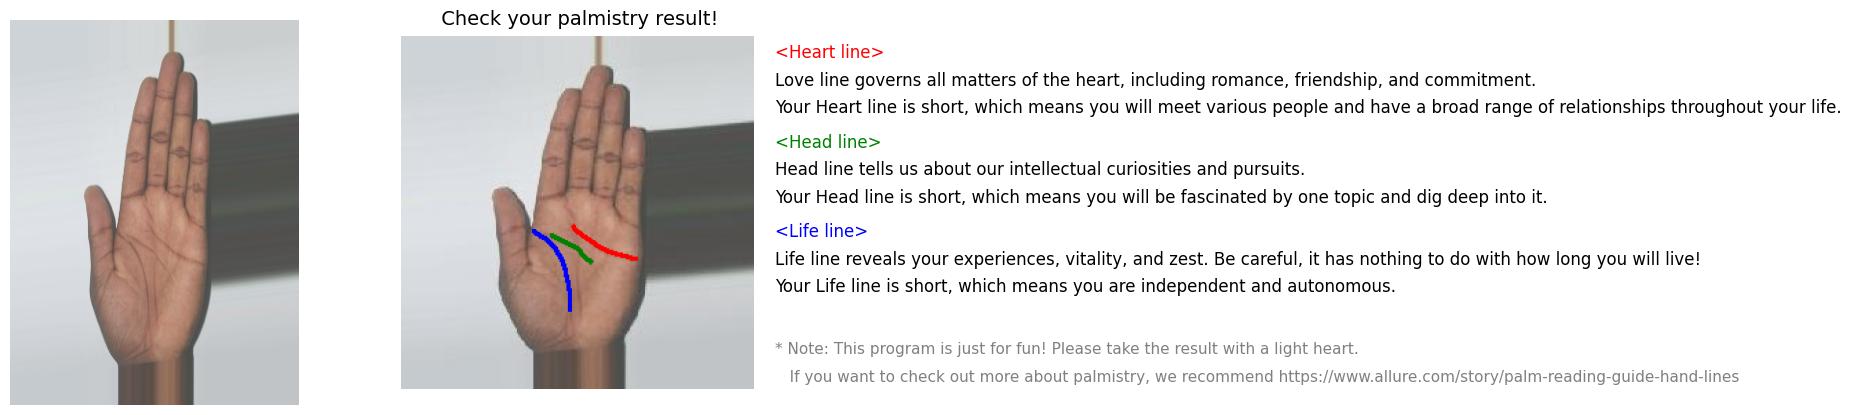 Check your palmistry result!
<Heart line>
Love line governs all matters of the heart, including romance, friendship, and commitment.
Your Heart line is short, which means you will meet various people and have a broad range of relationships throughout your life.
<Head line>
Head line tells us about our intellectual curiosities and pursuits.
Your Head line is short, which means you will be fascinated by one topic and dig deep into it.
<Life line>
Life line reveals your experiences, vitality, and zest. Be careful, it has nothing to do with how long you will live!
Your Life line is short, which means you are independent and autonomous.
* Note: This program is just for fun! Please take the result with a light heart.
If you want to check out more about palmistry, we recommend https://www.allure.com/story/palm-reading-guide-hand-lines